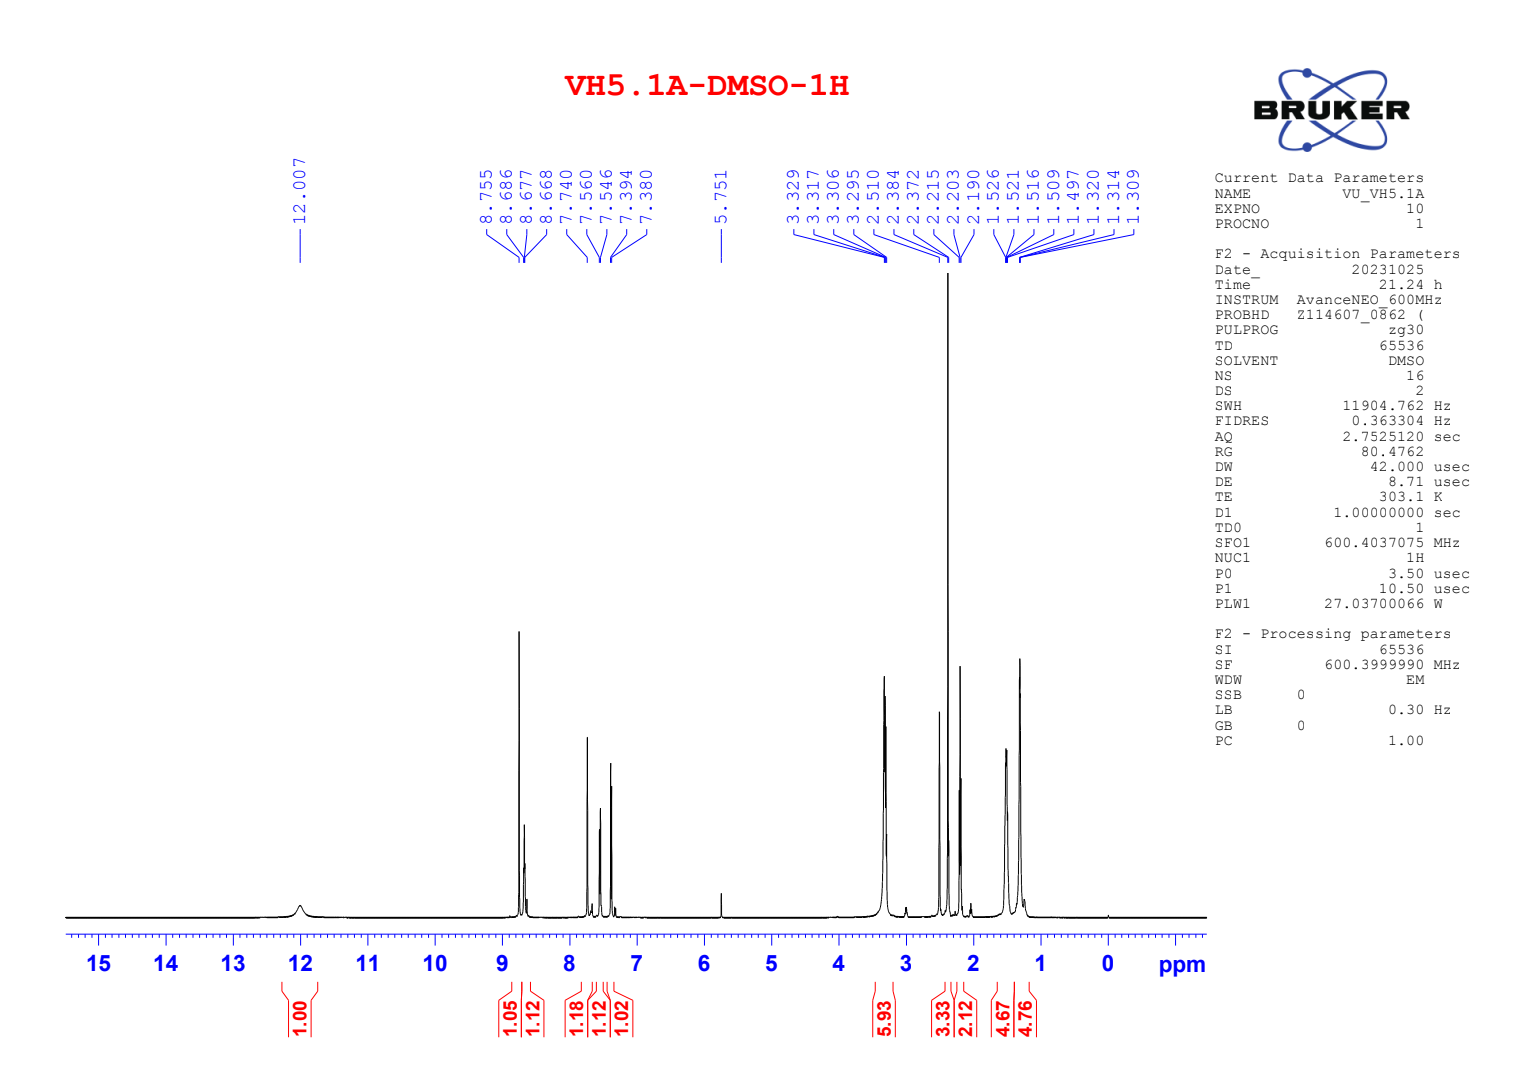 VH5.1A-DMSO-1H
BRUKER
12.007
8.755
8.686
8.677
8.668
7.740
7.560
7.546
7.394
7.380
5.751
3.329
3.317
3.306
3.295
2.510
2.384
2.372
2.215
2.203
2.190
1.526
1.521
1.516
1.509
1.497
1.320
1.314
1.309
Current Data Parameters
NAME VU_VH5.1A
EXPNO 10
PROCNO 1
F2 - Acquisition Parameters
Date_ 20231025
Time 21.24 h
INSTRUM AvanceNEO_600MHz
PROBHD Z114607_0862 (
PULPROG zg30
TD 65536
SOLVENT DMSO
NS 16
DS 2
SWH 11904.762 Hz
FIDRES 0.363304 Hz
AQ 2.7525120 sec
RG 80.4762
DW 42.000 usec
DE 8.71 usec
TE 303.1 K
D1 1.00000000 sec
TD0 1
SFO1 600.4037075 MHz
NUC1 1H
P0 3.50 usec
P1 10.50 usec
PLW1 27.03700066 W
F2 - Processing parameters
SI 65536
SF 600.3999990 MHz
WDW EM
SSB 0
LB 0.30 Hz
GB 0
PC 1.00
15 14 13 12 11 10 9 8 7 6 5 4 3 2 1 0 ppm
1.00
1.05
1.12
1.18
1.12
1.02
5.93
3.33
2.12
4.67
4.76